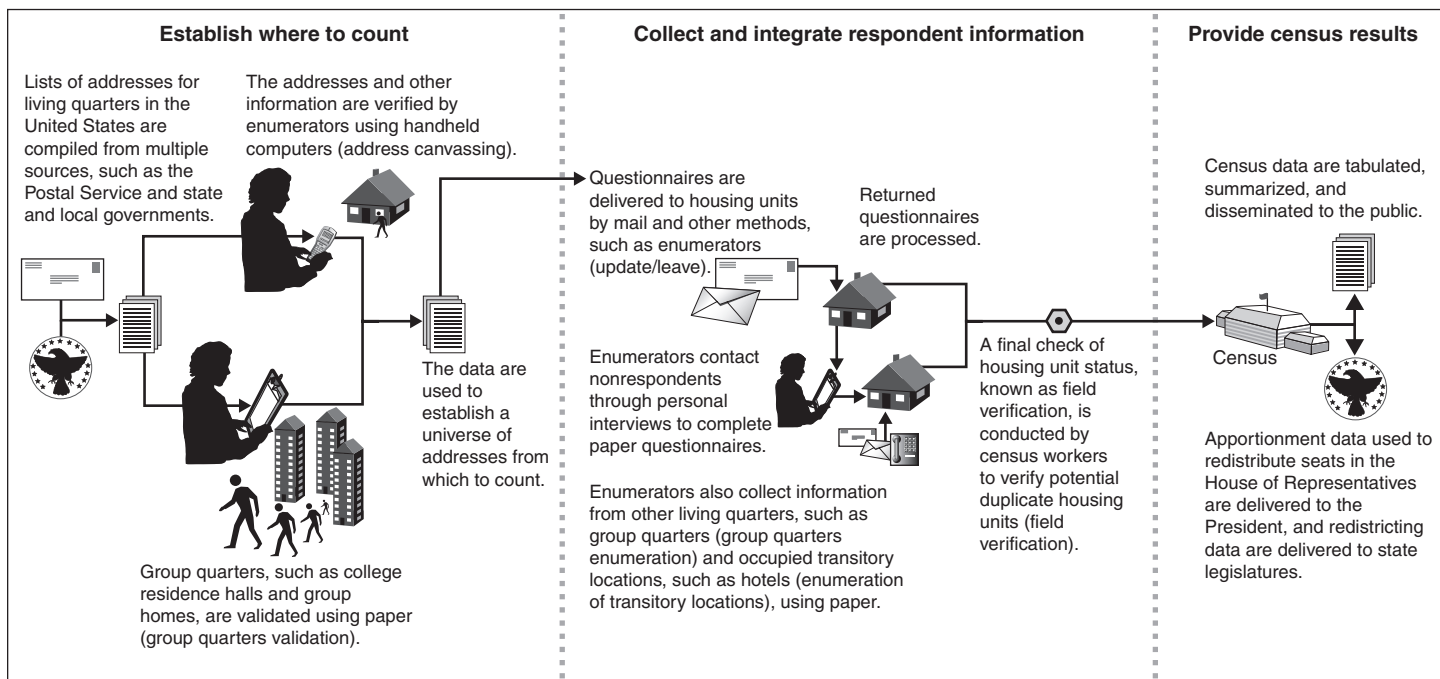 Establish where to count
Lists of addresses for
living quarters in the
United States are
compiled from multiple
sources, such as the
Postal Service and state
and local governments.
The addresses and other
information are verified by
enumerators using handheld
computers (address canvassing).
The data are
used to
establish a
universe of
addresses from
which to count.
Group quarters, such as college
residence halls and group
homes, are validated using paper
(group quarters validation).
Collect and integrate respondent information
Questionnaires are
delivered to housing units
by mail and other methods,
such as enumerators
(update/leave).
Returned
questionnaires
are processed.
Enumerators contact
nonrespondents
through personal
interviews to complete
paper questionnaires.
Enumerators also collect information
from other living quarters, such as
group quarters (group quarters
enumeration) and occupied transitory
locations, such as hotels (enumeration
of transitory locations), using paper.
A final check of
housing unit status,
known as field
verification, is
conducted by
census workers
to verify potential
duplicate housing
units (field
verification).
Provide census results
Census data are tabulated,
summarized, and
disseminated to the public.
Census
Apportionment data used to
redistribute seats in the
House of Representatives
are delivered to the
President, and redistricting
data are delivered to state
legislatures.